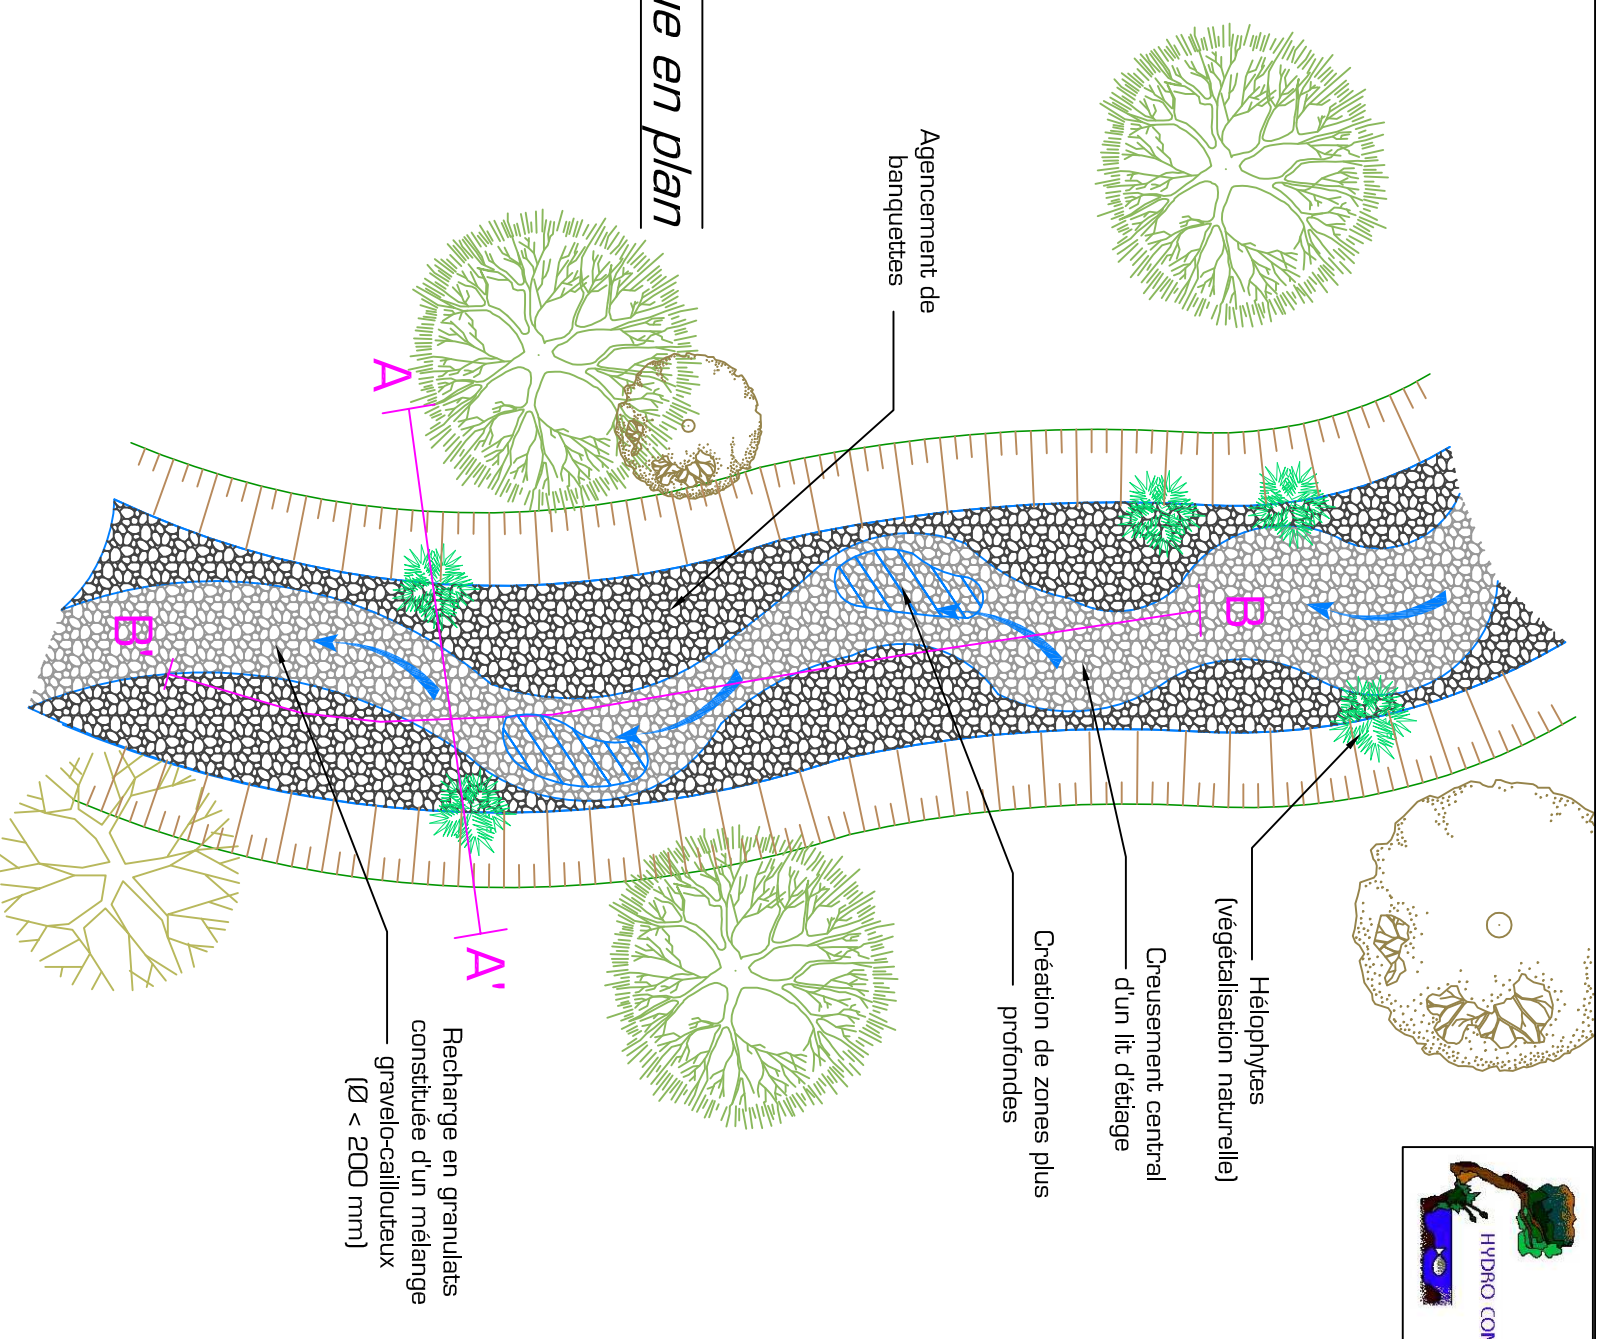 en plan
Agencement de
banquettes
A
A'
B
B'
Hélophytes
(végétalisation naturelle)
Creusement central
d'un lit d'étiage
Création de zones plus
profondes
Recharge en granulats
constituée d'un mélange
gravelo-caillouteux
(Ø < 200 mm)
HYDRO